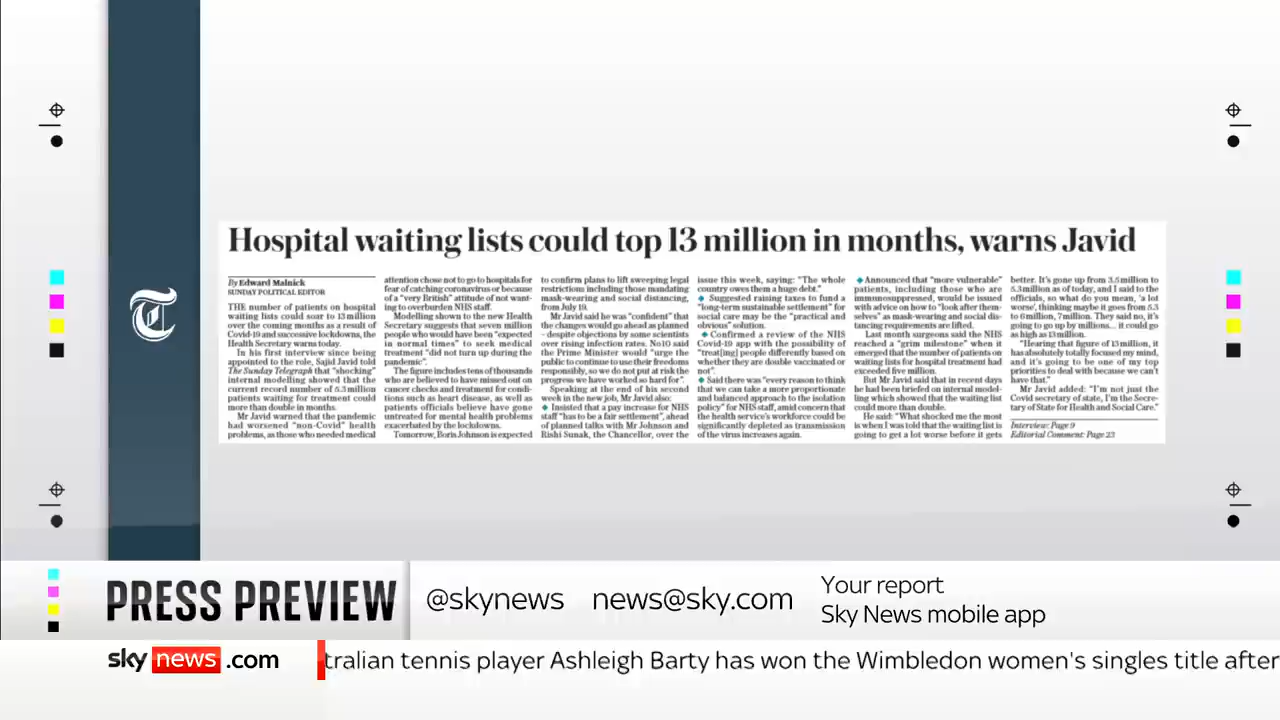 Hospital waiting lists could top 13 million in months, warns Javid
By Edward Malnick
SUNDAY POLITICAL EDITOR
THE number of patients on hospital
waiting lists could soar to 13 million
over the coming months as a result of
Covid-19 and successive lockdowns, the
Health Secretary warns today.
In his first interview since being
appointed to the role, Sajid Javid told
The Sunday Telegraph that "shocking"
internal modelling showed that the
current record number of 5.3 million
patients waiting for treatment could
more than double in months.
Mr Javid warned that the pandemic
had worsened "non-Covid" health
problems, as those who needed medical
attention chose not to go to hospitals for
fear of catching coronavirus or because
of a "very British" attitude of not want-
ing to overburden NHS staff.
Modelling shown to the new Health
Secretary suggests that seven million
people who would have been "expected
in normal times" to seek medical
treatment "did not turn up during the
pandemic".
The figure includes tens of thousands
who are believed to have missed out on
cancer checks and treatment for condi-
tions such as heart disease, as well as
patients officials believe have gone
untreated for mental health problems
exacerbated by the lockdowns.
Tomorrow, Boris Johnson is expected
to confirm plans to lift sweeping legal
restrictions including those mandating
mask-wearing and social distancing,
from July 19.
Mr Javid said he was "confident" that
the changes would go ahead as planned
- despite objections by some scientists
over rising infection rates. No10 said
the Prime Minister would "urge the
public to continue to use their freedoms
responsibly, so we do not put at risk the
progress we have worked so hard for".
Speaking at the end of his second
week in the new job, Mr Javid also:
◆ Insisted that a pay increase for NHS
staff "has to be a fair settlement", ahead
of planned talks with Mr Johnson and
Rishi Sunak, the Chancellor, over the
issue this week, saying: "The whole
country owes them a huge debt."
◆ Suggested raising taxes to fund a
"long-term sustainable settlement" for
social care may be the "practical and
obvious" solution.
◆ Confirmed a review of the NHS
Covid-19 app with the possibility of
"treat[ing] people differently based on
whether they are double vaccinated or
not".
◆ Said there was "every reason to think
that we can take a more proportionate
and balanced approach to the isolation
policy" for NHS staff, amid concern that
the health service's workforce could be
significantly depleted as transmission
of the virus increases again.
◆ Announced that "more vulnerable"
patients, including those who are
immunosuppressed, would be issued
with advice on how to "look after them-
selves" as mask-wearing and social dis-
tancing requirements are lifted.
Last month surgeons said the NHS
reached a "grim milestone" when it
emerged that the number of patients on
waiting lists for hospital treatment had
exceeded five million.
But Mr Javid said that in recent days
he had been briefed on internal model-
ling which showed that the waiting list
could more than double.
He said: "What shocked me the most
is when I was told that the waiting list is
going to get a lot worse before it gets
better. It's gone up from 3.5 million to
5.3 million as of today, and I said to the
officials, so what do you mean, 'a lot
worse', thinking maybe it goes from 5.3
to 6 million, 7 million. They said no, it's
going to go up by millions... it could go
as high as 13 million.
"Hearing that figure of 13 million, it
has absolutely totally focused my mind,
and it's going to be one of my top
priorities to deal with because we can't
have that."
Mr Javid added: "I'm not just the
Covid secretary of state, I'm the Secre-
tary of State for Health and Social Care."
Interview: Page 9
Editorial Comment: Page 23
T
PRESS PREVIEW
@skynews
news@sky.com
Your report
Sky News mobile app
sky news.com
tralian tennis player Ashleigh Barty has won the Wimbledon women's singles title after